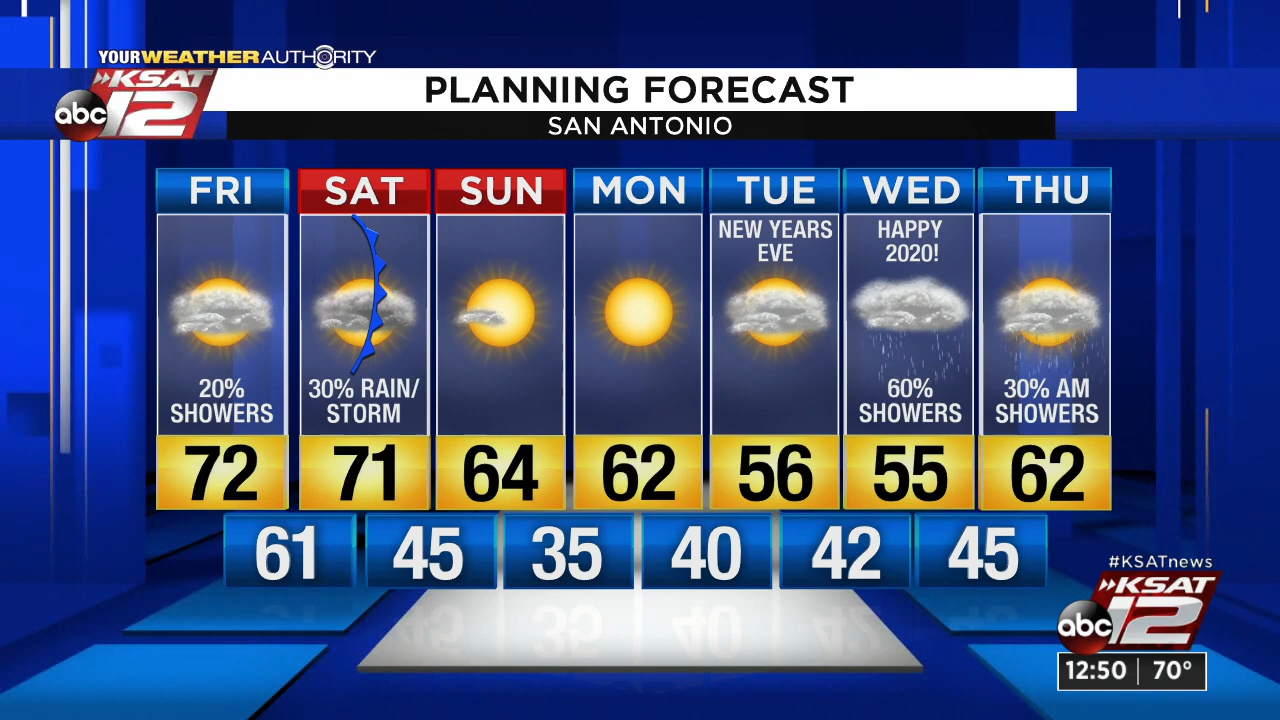 YOURWEATHERAUTHORITY
KSAT
abc 12
PLANNING FORECAST
SAN ANTONIO
FRI SAT SUN MON TUE WED THU
NEW YEARS
EVE
HAPPY
2020!
20%
SHOWERS
30% RAIN/
STORM
60%
SHOWERS
30% AM
SHOWERS
72 71 64 62 56 55 62
61 45 35 40 42 45
#KSATnews
KSAT
abc 12
12:50 | 70°